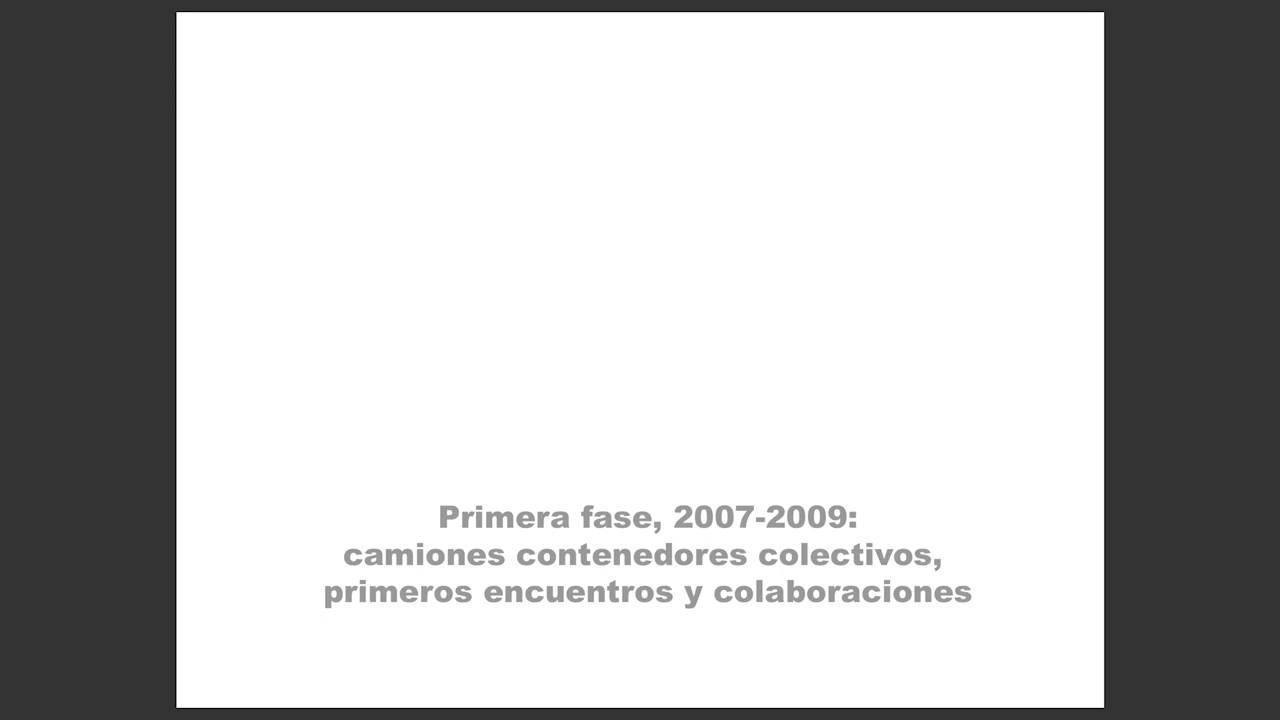 Primera fase, 2007-2009:
camiones contenedores colectivos,
primeros encuentros y colaboraciones